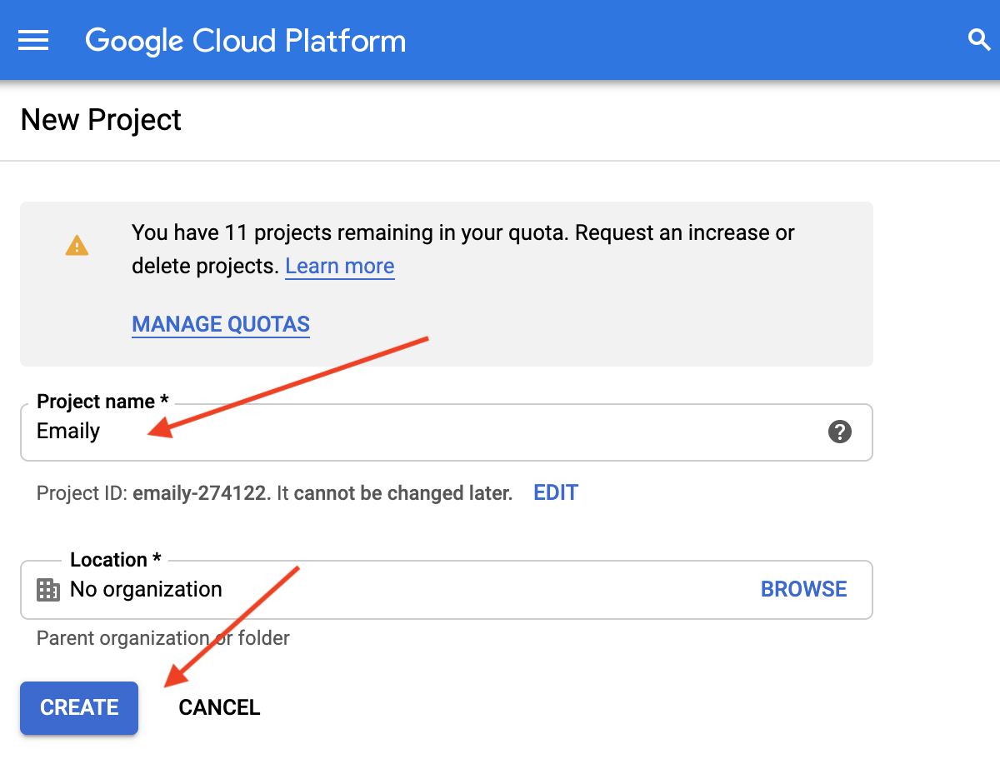 Google Cloud Platform
New Project
You have 11 projects remaining in your quota. Request an increase or
delete projects. Learn more
MANAGE QUOTAS
Project name *
Emaily
Project ID: emaily-274122. It cannot be changed later. EDIT
Location *
No organization BROWSE
Parent organization or folder
CREATE CANCEL